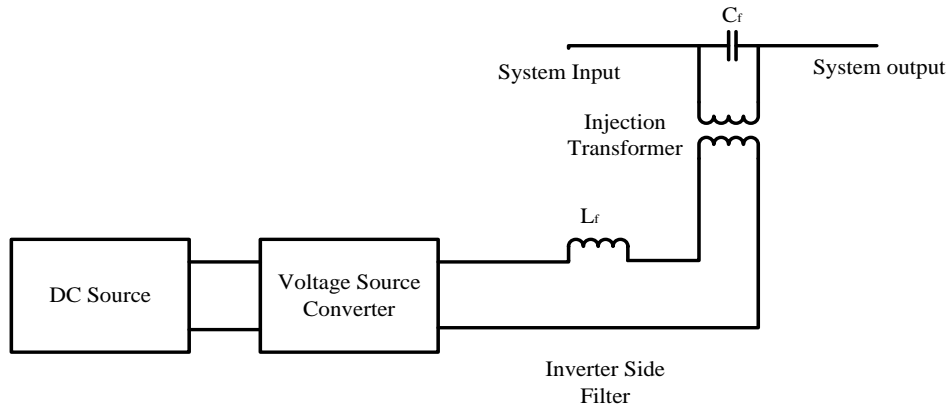 Cf
System Input
System output
Injection
Transformer
Lf
DC Source
Voltage Source
Converter
Inverter Side
Filter